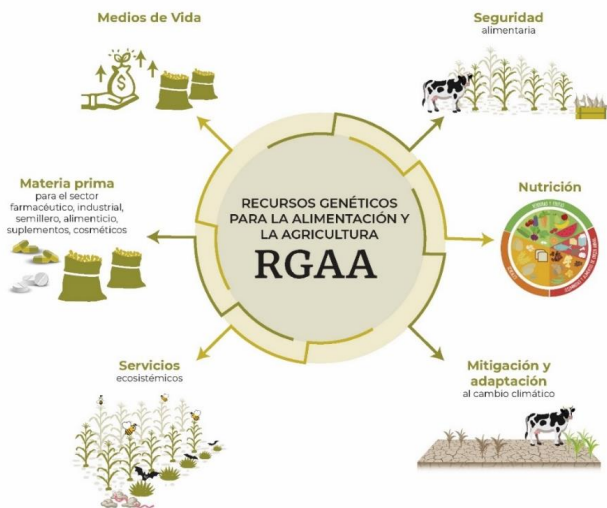 Medios de Vida
Seguridad
alimentaria
Materia prima
para el sector
farmacéutico, industrial,
semillero, alimenticio,
suplementos, cosméticos
RECURSOS GENÉTICOS
PARA LA ALIMENTACIÓN Y
LA AGRICULTURA
RGAA
Nutrición
Servicios
ecosistémicos
Mitigación y
adaptación
al cambio climático